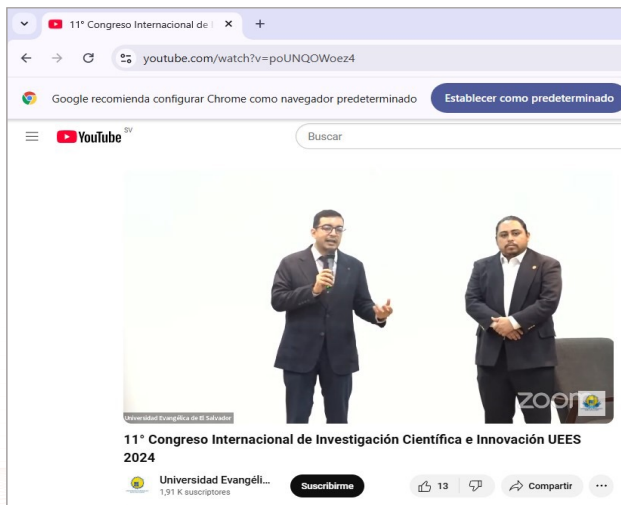 11° Congreso Internacional de I
youtube.com/watch?v=poUNQOWoez4
Google recomienda configurar Chrome como navegador predeterminado
Establecer como predeterminado
YouTube SV
Buscar
Universidad Evangélica de El Salvador
zoom
11° Congreso Internacional de Investigación Científica e Innovación UEES
2024
Universidad Evangéli...
1,91 K suscriptores
Suscribirme
13
Compartir